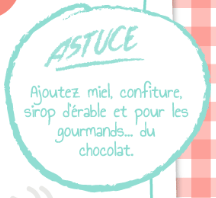 ASTUCE
Ajoutez miel, confiture,
sirop d'érable et pour les
gourmands... du
chocolat.